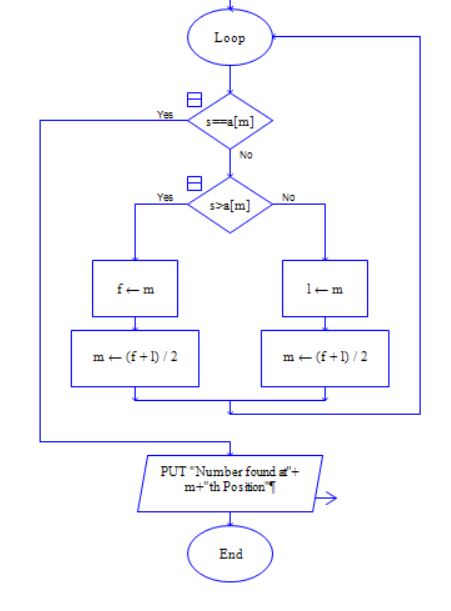 Loop
s==a[m]
Yes
No
s>a[m]
Yes
No
f ← m
l ← m
m ← (f + l) / 2
m ← (f + l) / 2
PUT "Number found at"+
m+"th Position"¶
End